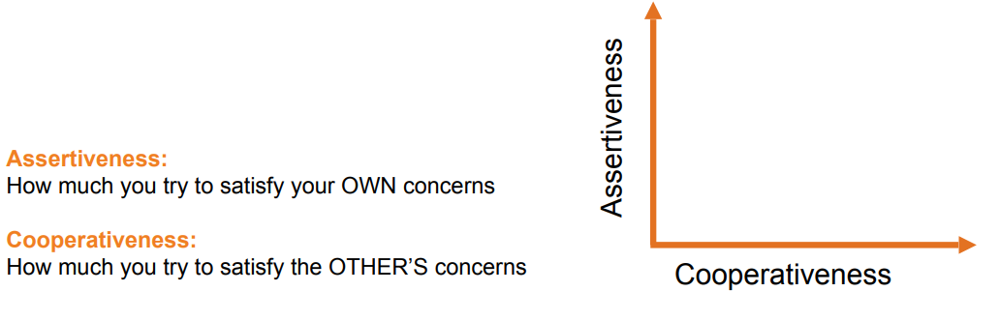 Assertiveness:
How much you try to satisfy your OWN concerns
Cooperativeness:
How much you try to satisfy the OTHER’S concerns
Assertiveness
Cooperativeness